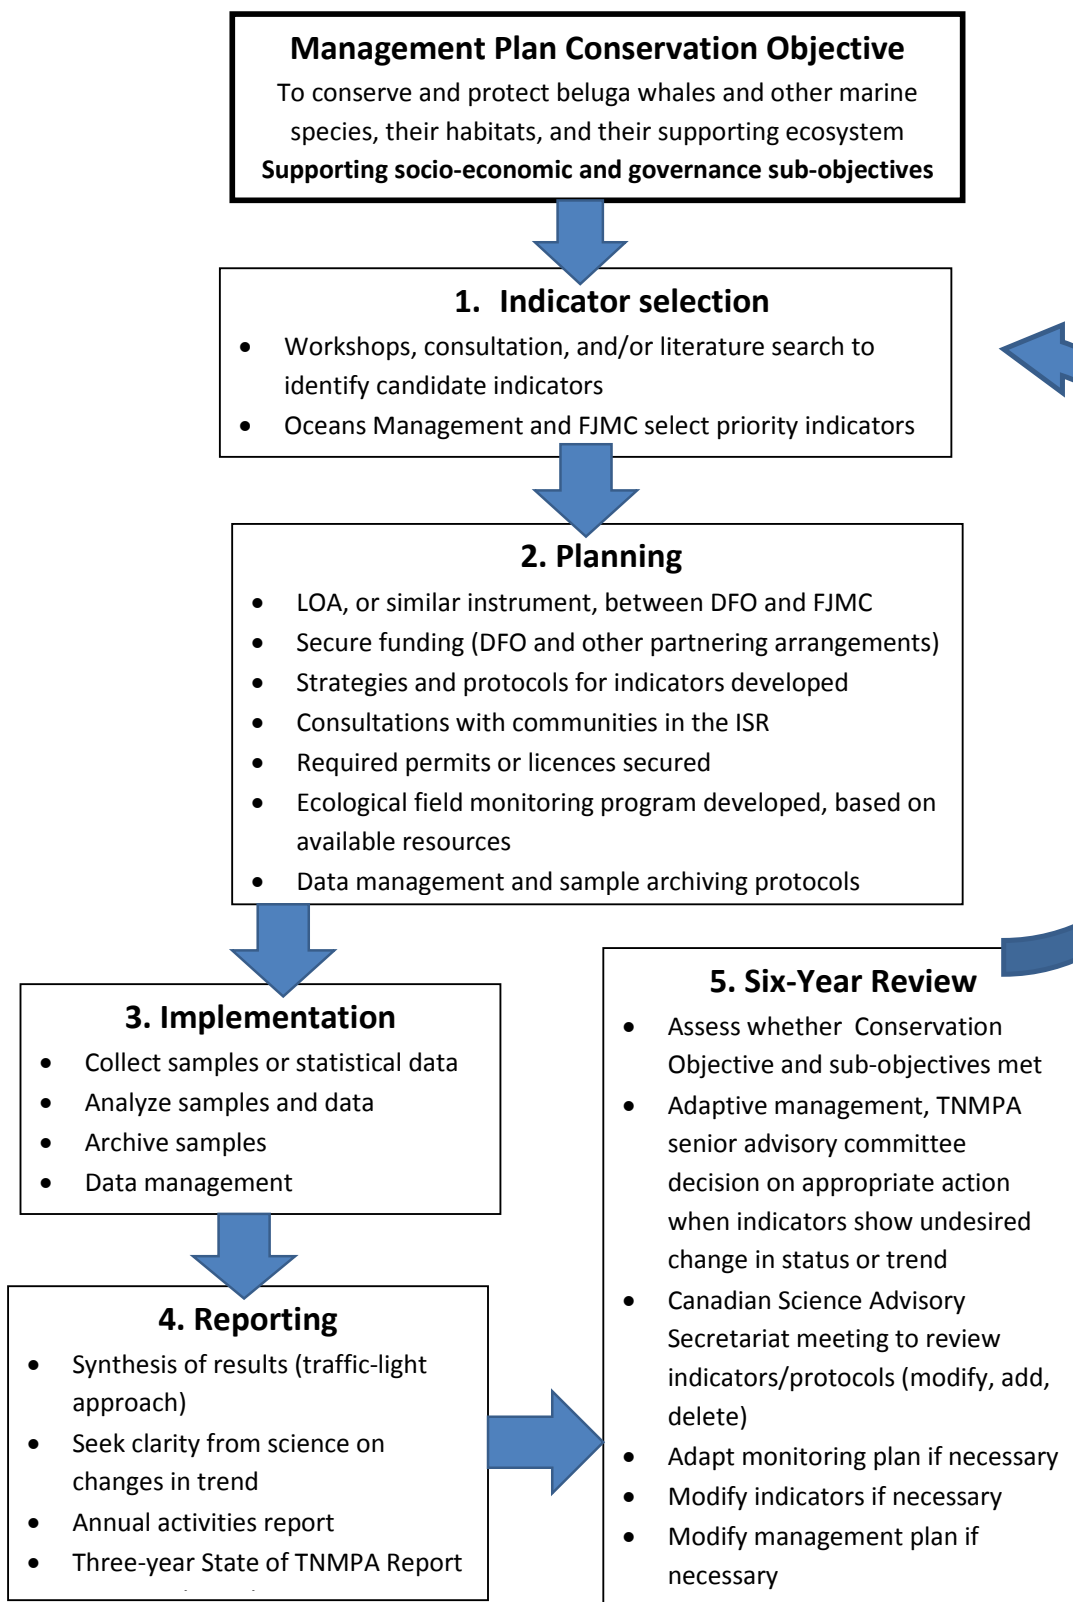 Management Plan Conservation Objective
To conserve and protect beluga whales and other marine
species, their habitats, and their supporting ecosystem
Supporting socio-economic and governance sub-objectives
1. Indicator selection
• Workshops, consultation, and/or literature search to
identify candidate indicators
• Oceans Management and FJMC select priority indicators
2. Planning
• LOA, or similar instrument, between DFO and FJMC
• Secure funding (DFO and other partnering arrangements)
• Strategies and protocols for indicators developed
• Consultations with communities in the ISR
• Required permits or licences secured
• Ecological field monitoring program developed, based on
available resources
• Data management and sample archiving protocols
3. Implementation
• Collect samples or statistical data
• Analyze samples and data
• Archive samples
• Data management
4. Reporting
• Synthesis of results (traffic-light
approach)
• Seek clarity from science on
changes in trend
• Annual activities report
• Three-year State of TNMPA Report
5. Six-Year Review
• Assess whether Conservation
Objective and sub-objectives met
• Adaptive management, TNMPA
senior advisory committee
decision on appropriate action
when indicators show undesired
change in status or trend
• Canadian Science Advisory
Secretariat meeting to review
indicators/protocols (modify, add,
delete)
• Adapt monitoring plan if necessary
• Modify indicators if necessary
• Modify management plan if
necessary